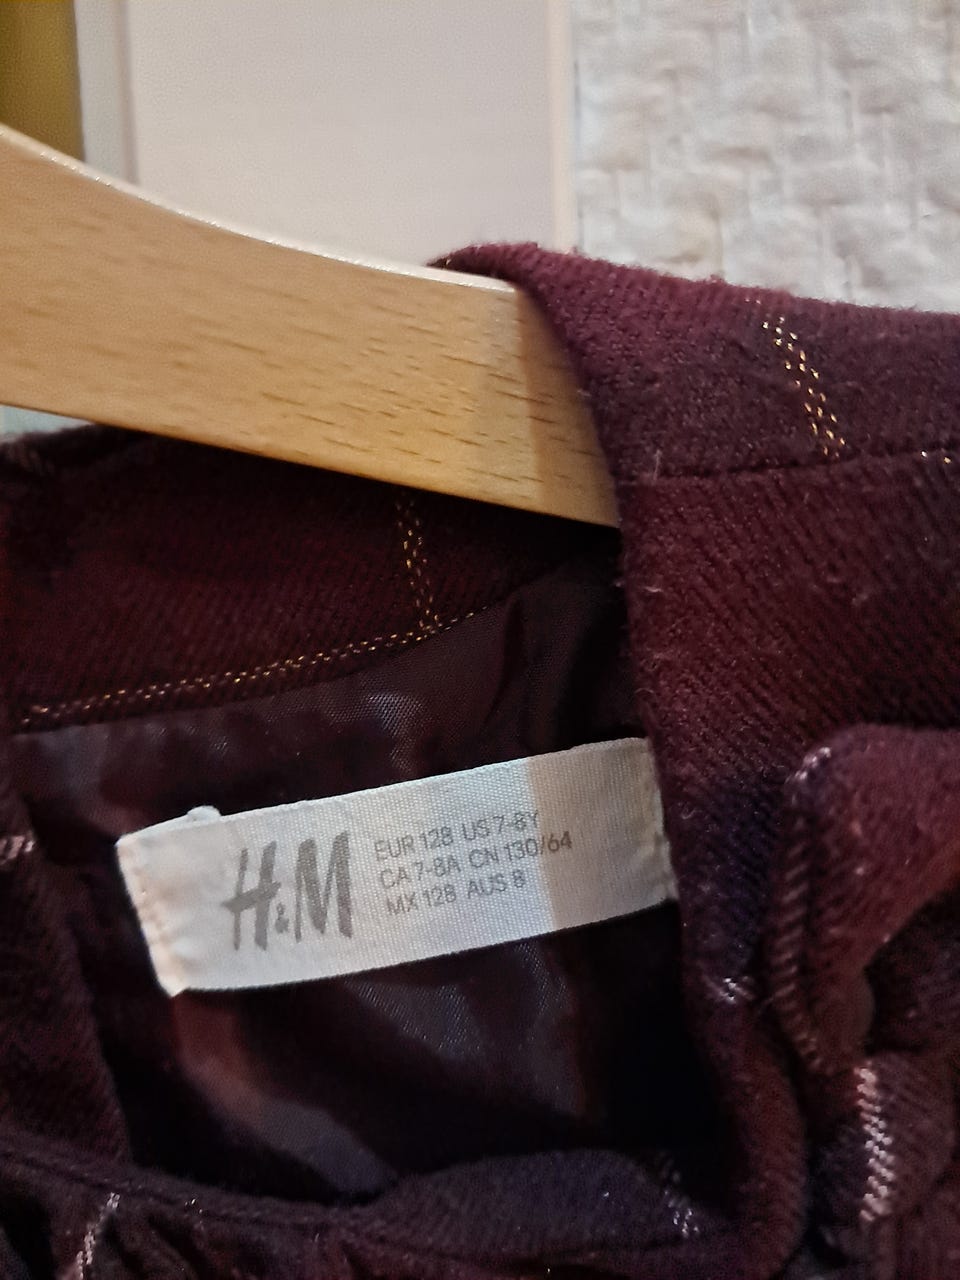 H&M
EUR 128 US 7-8Y
CA 7-8A CN 130/64
MX 128 AUS 8